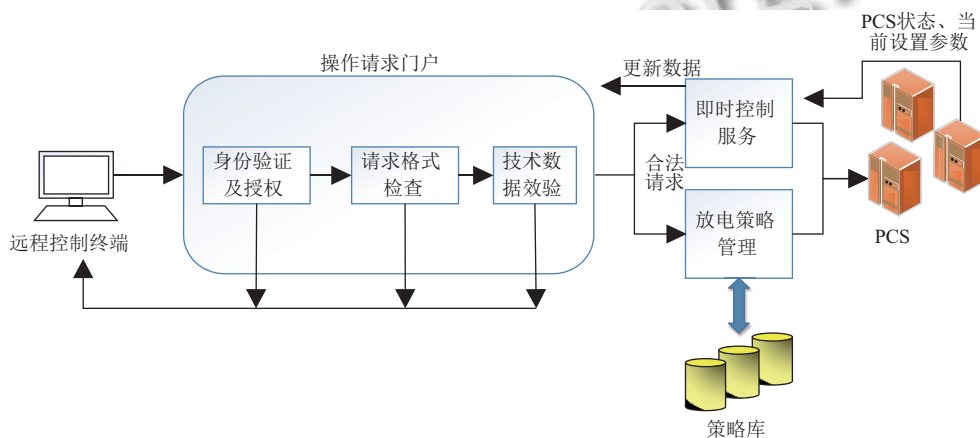 PCS状态、当
前设置参数
操作请求门户
更新数据
即时控制
服务
身份验证
及授权
请求格式
检查
技术数
据效验
合法
请求
放电策略
管理
远程控制终端
PCS
策略库